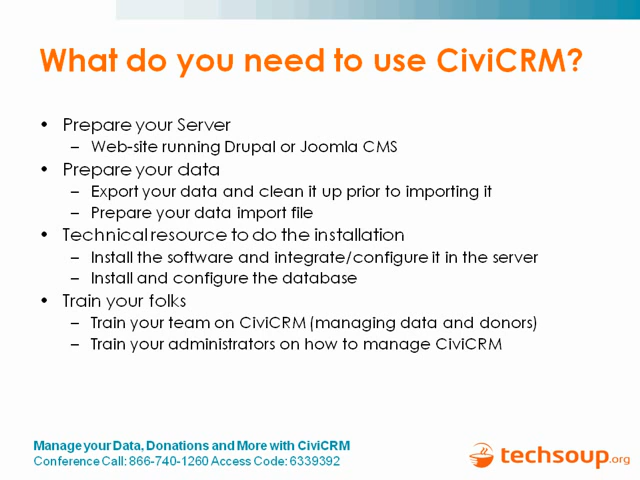 What do you need to use CiviCRM?
• Prepare your Server
– Web-site running Drupal or Joomla CMS
• Prepare your data
– Export your data and clean it up prior to importing it
– Prepare your data import file
• Technical resource to do the installation
– Install the software and integrate/configure it in the server
– Install and configure the database
• Train your folks
– Train your team on CiviCRM (managing data and donors)
– Train your administrators on how to manage CiviCRM
Manage your Data, Donations and More with CiviCRM
Conference Call: 866-740-1260 Access Code: 6339392
techsoup.org